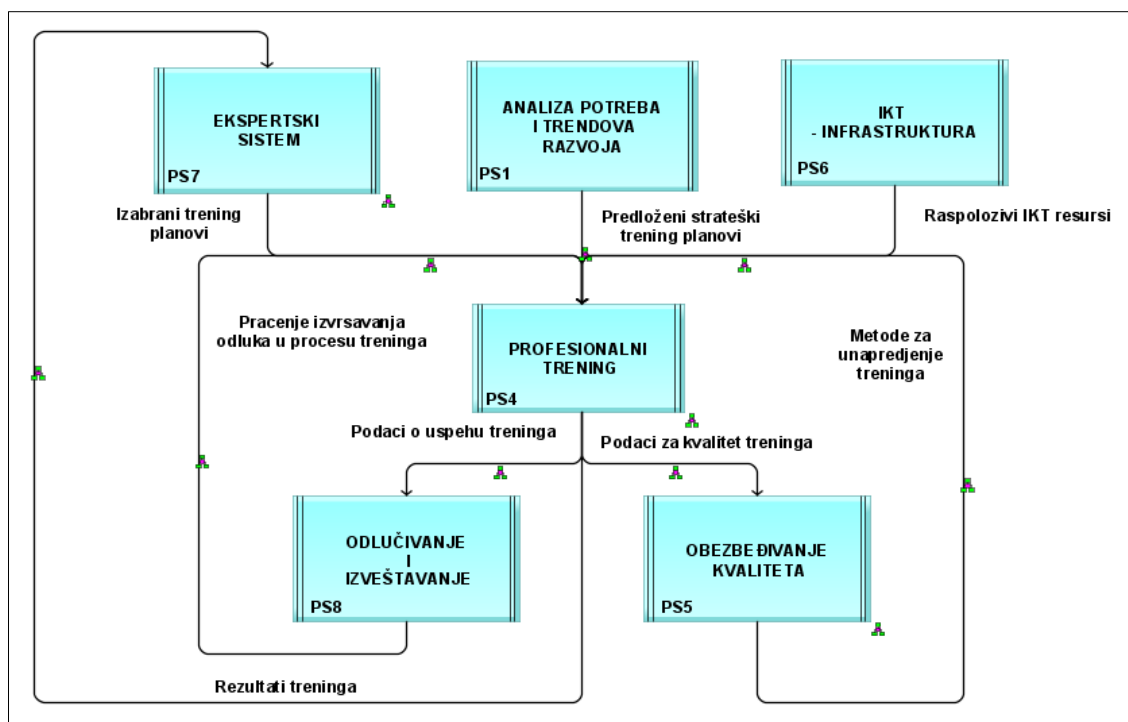 EKSPERTSKI
SISTEM
PS7
ANALIZA POTREBA
I TRENDOVA
RAZVOJA
PS1
IKT
- INFRASTRUKTURA
PS6
Izabrani trening
planovi
Predloženi strateški
trening planovi
Raspolozivi IKT resursi
Pracenje izvrsavanja
odluka u procesu treninga
PROFESIONALNI
TRENING
PS4
Metode za
unapredjenje
treninga
Podaci o uspehu treninga
Podaci za kvalitet treninga
ODLUČIVANJE
I
IZVEŠTAVANJE
PS8
OBEZBEĐIVANJE
KVALITETA
PS5
Rezultati treninga